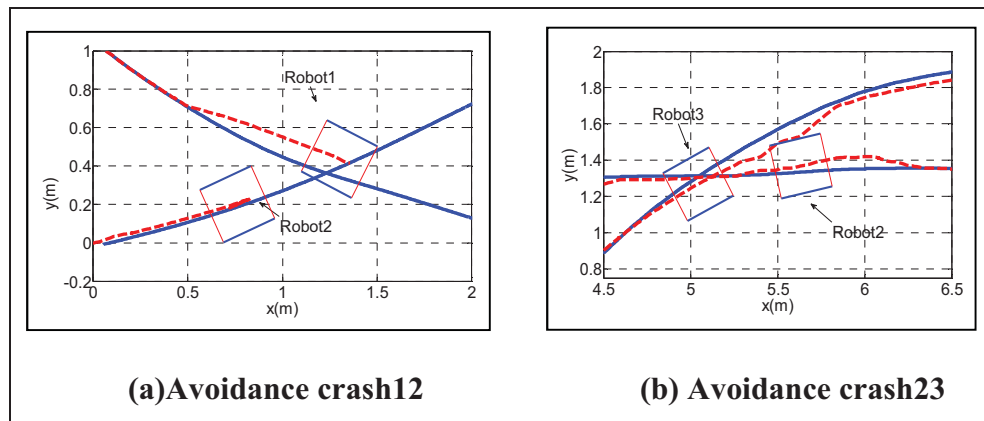 1
0.8
0.6
0.4
0.2
0
-0.2
y(m)
Robot1
Robot2
0 0.5 1 1.5 2
x(m)
2
1.8
1.6
1.4
1.2
1
0.8
y(m)
Robot3
Robot2
4.5 5 5.5 6 6.5
x(m)
(a)Avoidance crash12
(b) Avoidance crash23